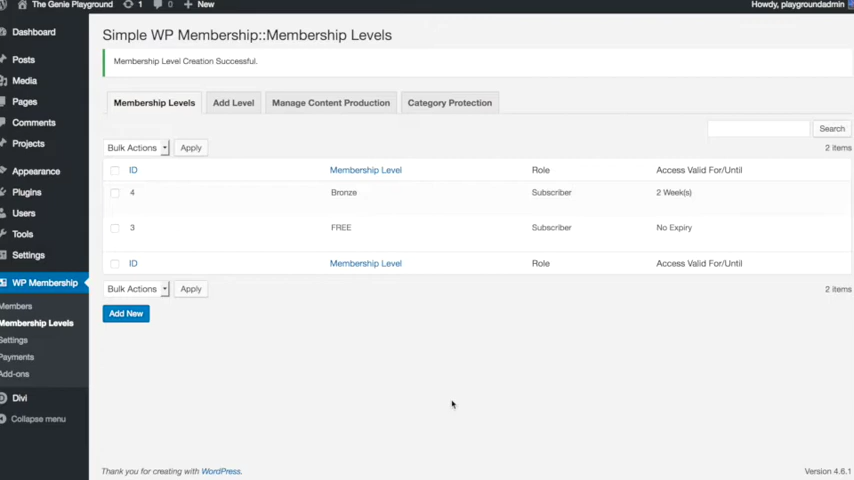 The Genie Playground 1 0 New Howdy, playgroundadmin
Dashboard
Posts
Media
Pages
Comments
Projects
Appearance
Plugins
Users
Tools
Settings
WP Membership
Members
Membership Levels
Settings
Payments
Add-ons
Divi
Collapse menu
Simple WP Membership::Membership Levels
Membership Level Creation Successful.
Membership Levels Add Level Manage Content Production Category Protection
Search
Bulk Actions Apply 2 items
ID Membership Level Role Access Valid For/Until
4 Bronze Subscriber 2 Week(s)
3 FREE Subscriber No Expiry
ID Membership Level Role Access Valid For/Until
Bulk Actions Apply 2 items
Add New
Thank you for creating with WordPress. Version 4.6.1